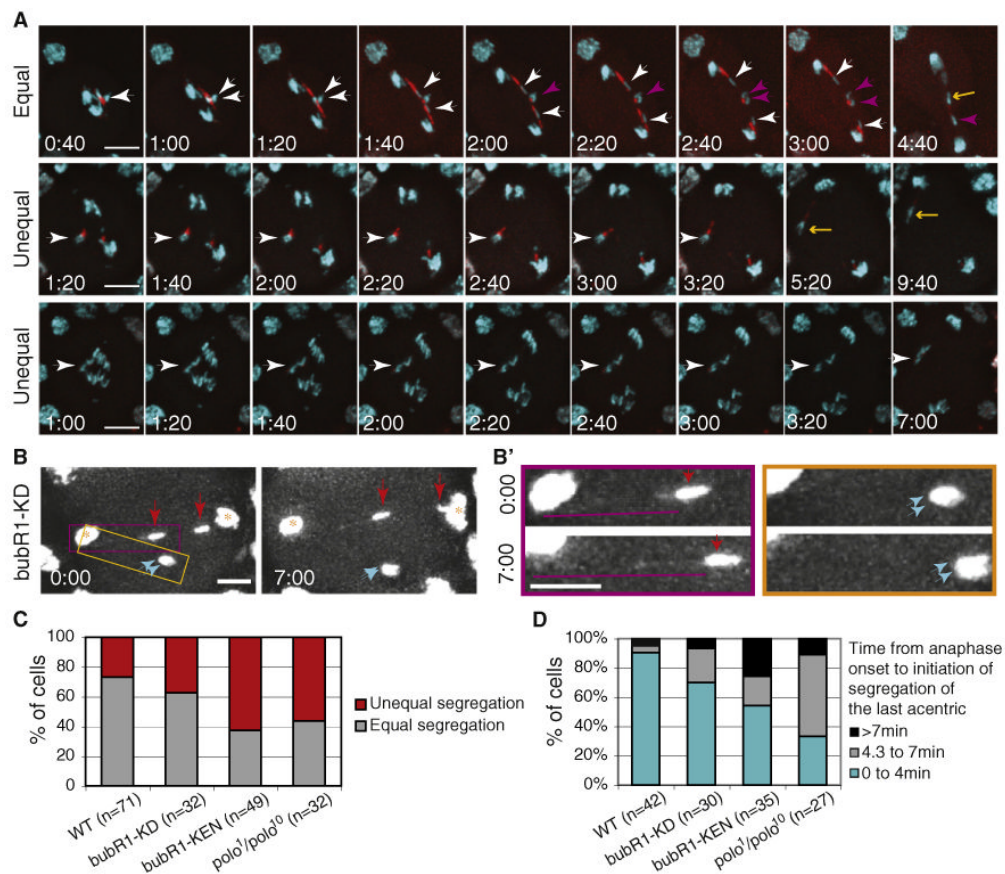 A
Equal
0:40 1:00 1:20 1:40 2:00 2:20 2:40 3:00 4:40
Unequal
1:20 1:40 2:00 2:20 2:40 3:00 3:20 5:20 9:40
Unequal
1:00 1:20 1:40 2:00 2:20 2:40 3:00 3:20 7:00
B
B'
bubR1-KD
* * * *
0:00 7:00
0:00
7:00
C
% of cells
100
80
60
40
20
0
WT (n=71)
bubR1-KD (n=32)
bubR1-KEN (n=49)
polo¹/polo¹⁰ (n=32)
Unequal segregation
Equal segregation
D
% of cells
100%
80%
60%
40%
20%
0%
WT (n=42)
bubR1-KD (n=30)
bubR1-KEN (n=35)
polo¹/polo¹⁰ (n=27)
Time from anaphase
onset to initiation of
segregation of
the last acentric
>7min
4.3 to 7min
0 to 4min